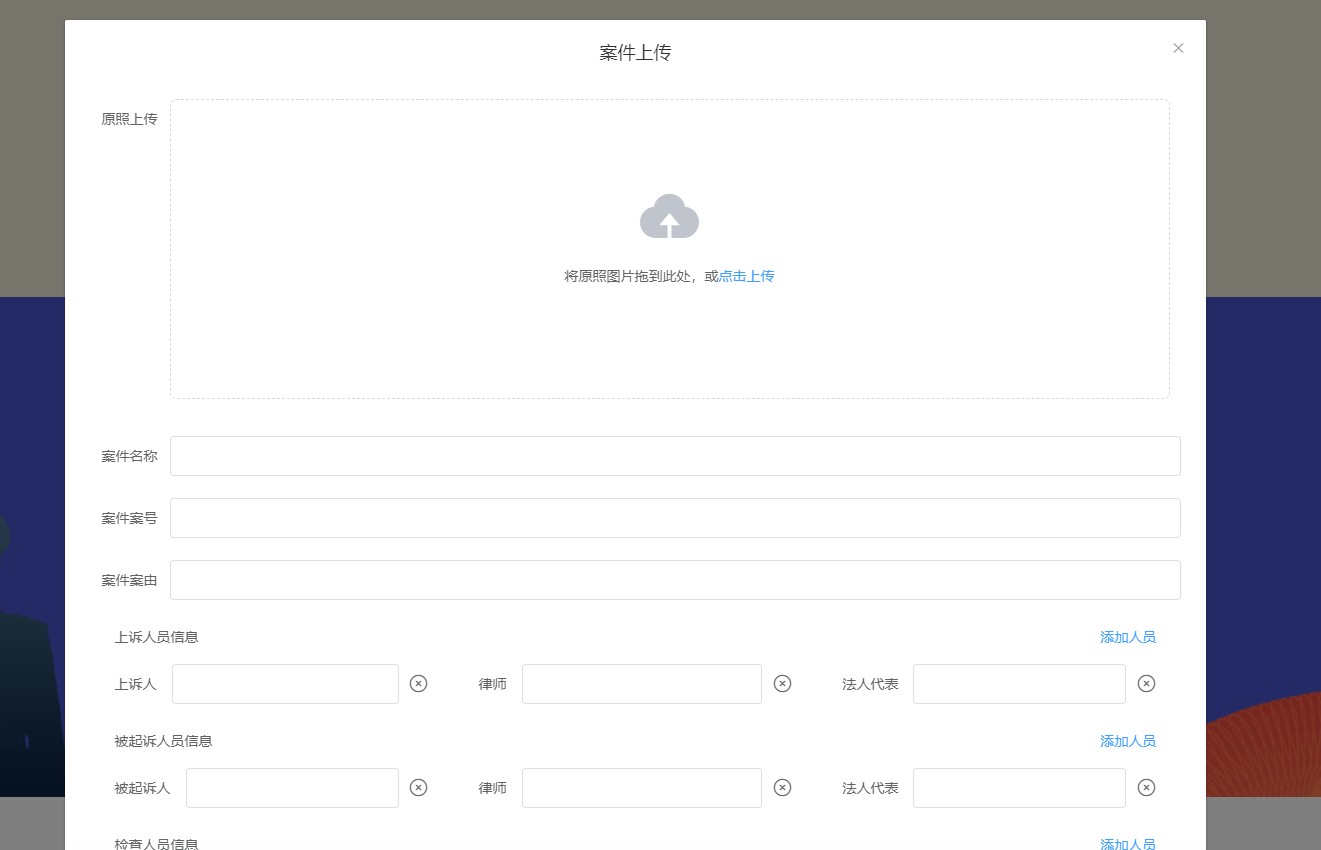 案件上传
原照上传
将原照图片拖到此处，或点击上传
案件名称
案件案号
案件案由
上诉人员信息 添加人员
上诉人 律师 法人代表
被起诉人员信息 添加人员
被起诉人 律师 法人代表
检查人员信息 添加人员